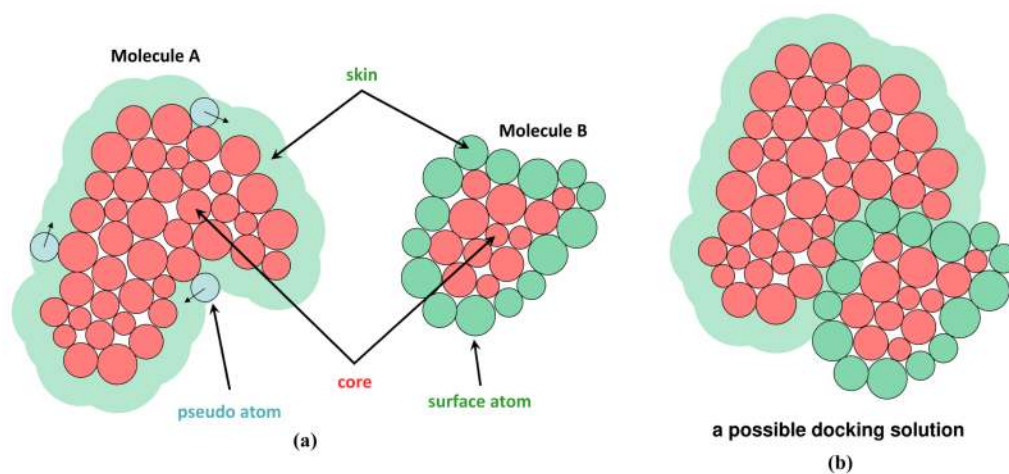 Molecule A
skin
Molecule B
core
pseudo atom
surface atom
(a)
a possible docking solution
(b)